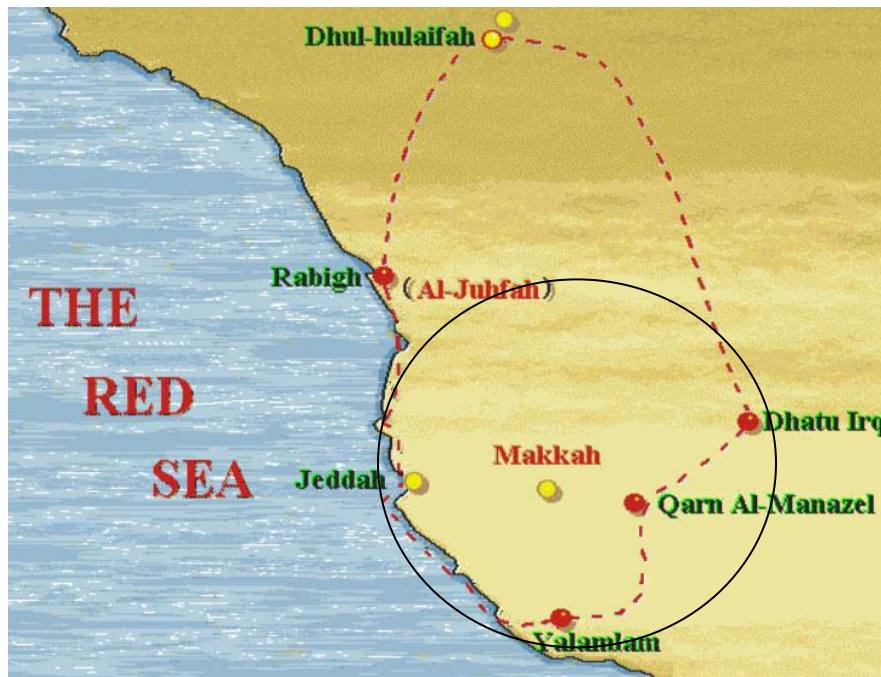 Dhul-hulaifah
Rabigh
(Al-Juhfah)
THE
RED
SEA
Dhatu Irq
Makkah
Jeddah
Qarn Al-Manazel
Yalamlam